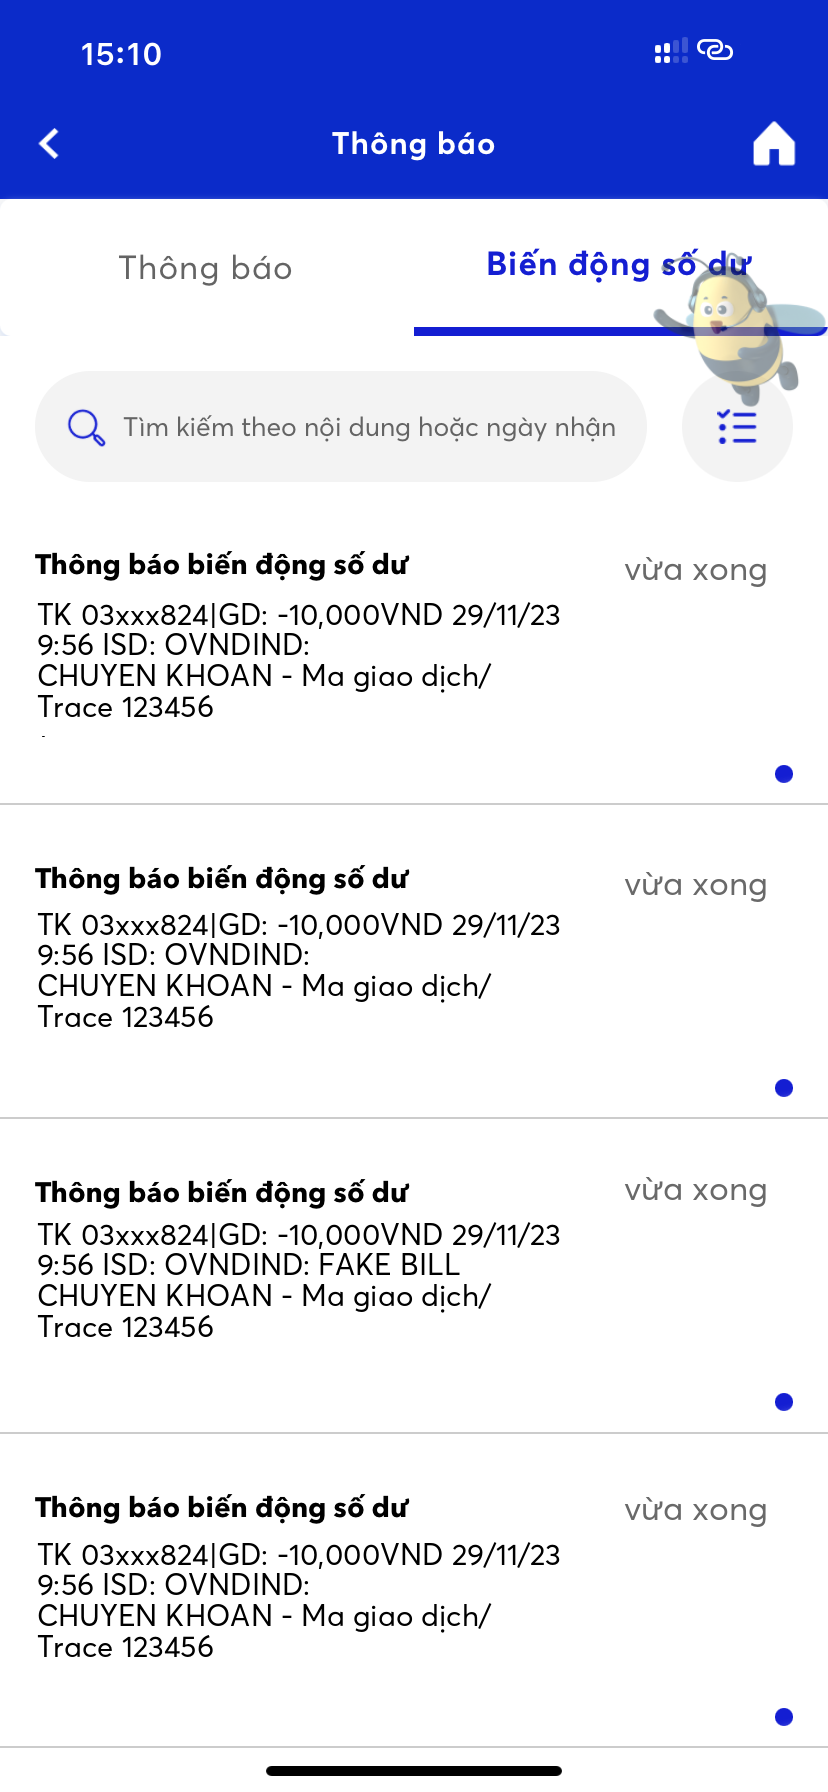 15:10
Thông báo
Thông báo
Biến động số dư
Tìm kiếm theo nội dung hoặc ngày nhận
Thông báo biến động số dư
vừa xong
TK 03xxx824|GD: -10,000VND 29/11/23
9:56 ISD: OVNDIND:
CHUYEN KHOAN - Ma giao dịch/
Trace 123456
Thông báo biến động số dư
vừa xong
TK 03xxx824|GD: -10,000VND 29/11/23
9:56 ISD: OVNDIND:
CHUYEN KHOAN - Ma giao dịch/
Trace 123456
Thông báo biến động số dư
vừa xong
TK 03xxx824|GD: -10,000VND 29/11/23
9:56 ISD: OVNDIND: FAKE BILL
CHUYEN KHOAN - Ma giao dịch/
Trace 123456
Thông báo biến động số dư
vừa xong
TK 03xxx824|GD: -10,000VND 29/11/23
9:56 ISD: OVNDIND:
CHUYEN KHOAN - Ma giao dịch/
Trace 123456